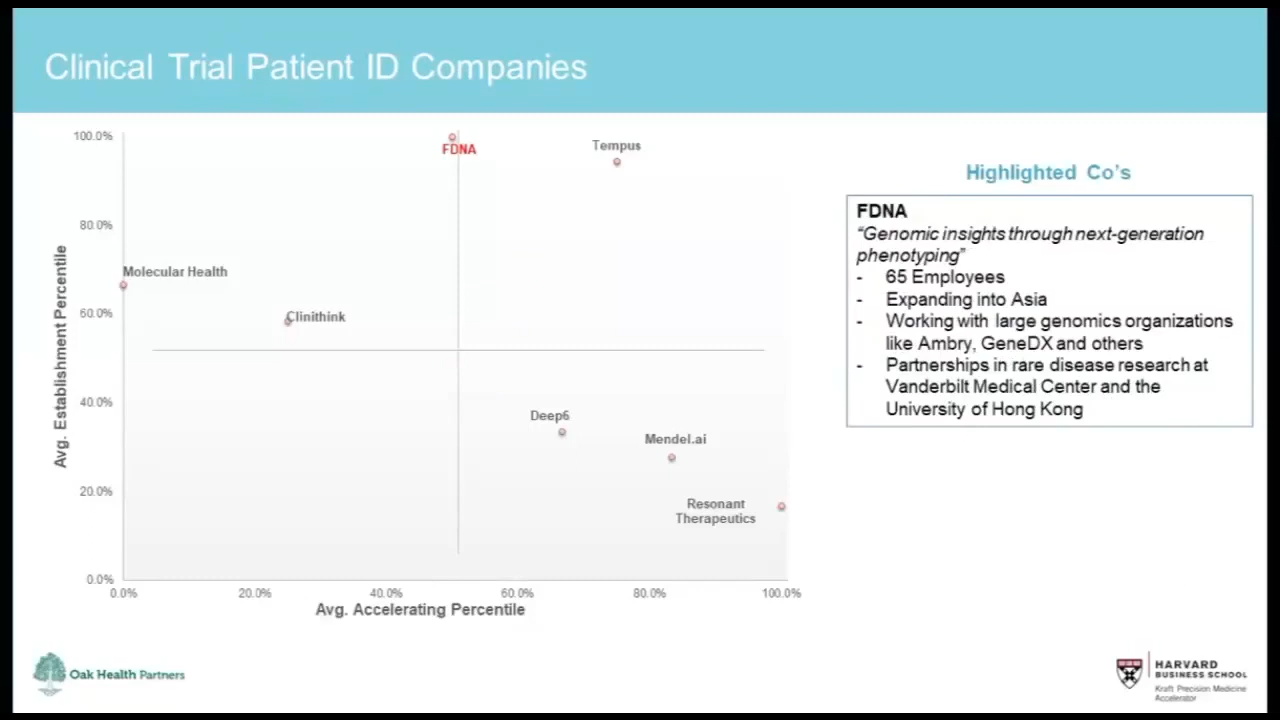 Clinical Trial Patient ID Companies
100.0%
80.0%
60.0%
40.0%
20.0%
0.0%
Avg. Establishment Percentile
FDNA
Tempus
Molecular Health
Clinithink
Deep6
Mendel.ai
Resonant
Therapeutics
0.0%
20.0%
40.0%
60.0%
80.0%
100.0%
Avg. Accelerating Percentile
Highlighted Co's
FDNA
“Genomic insights through next-generation
phenotyping”
- 65 Employees
- Expanding into Asia
- Working with large genomics organizations
like Ambry, GeneDX and others
- Partnerships in rare disease research at
Vanderbilt Medical Center and the
University of Hong Kong
Oak Health Partners
HARVARD
BUSINESS SCHOOL
Kraft Precision Medicine
Accelerator